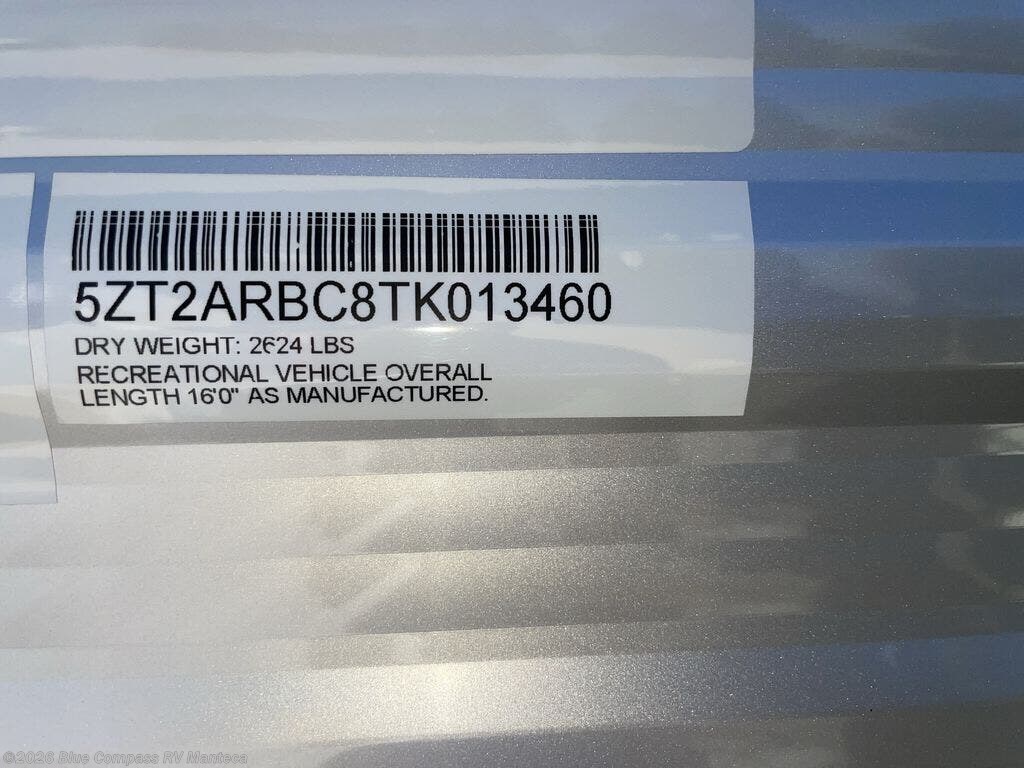 5ZT2ARBC8TK013460
DRY WEIGHT: 2624 LBS
RECREATIONAL VEHICLE OVERALL
LENGTH 16'0" AS MANUFACTURED.
©2026 Blue Compass RV Manteca